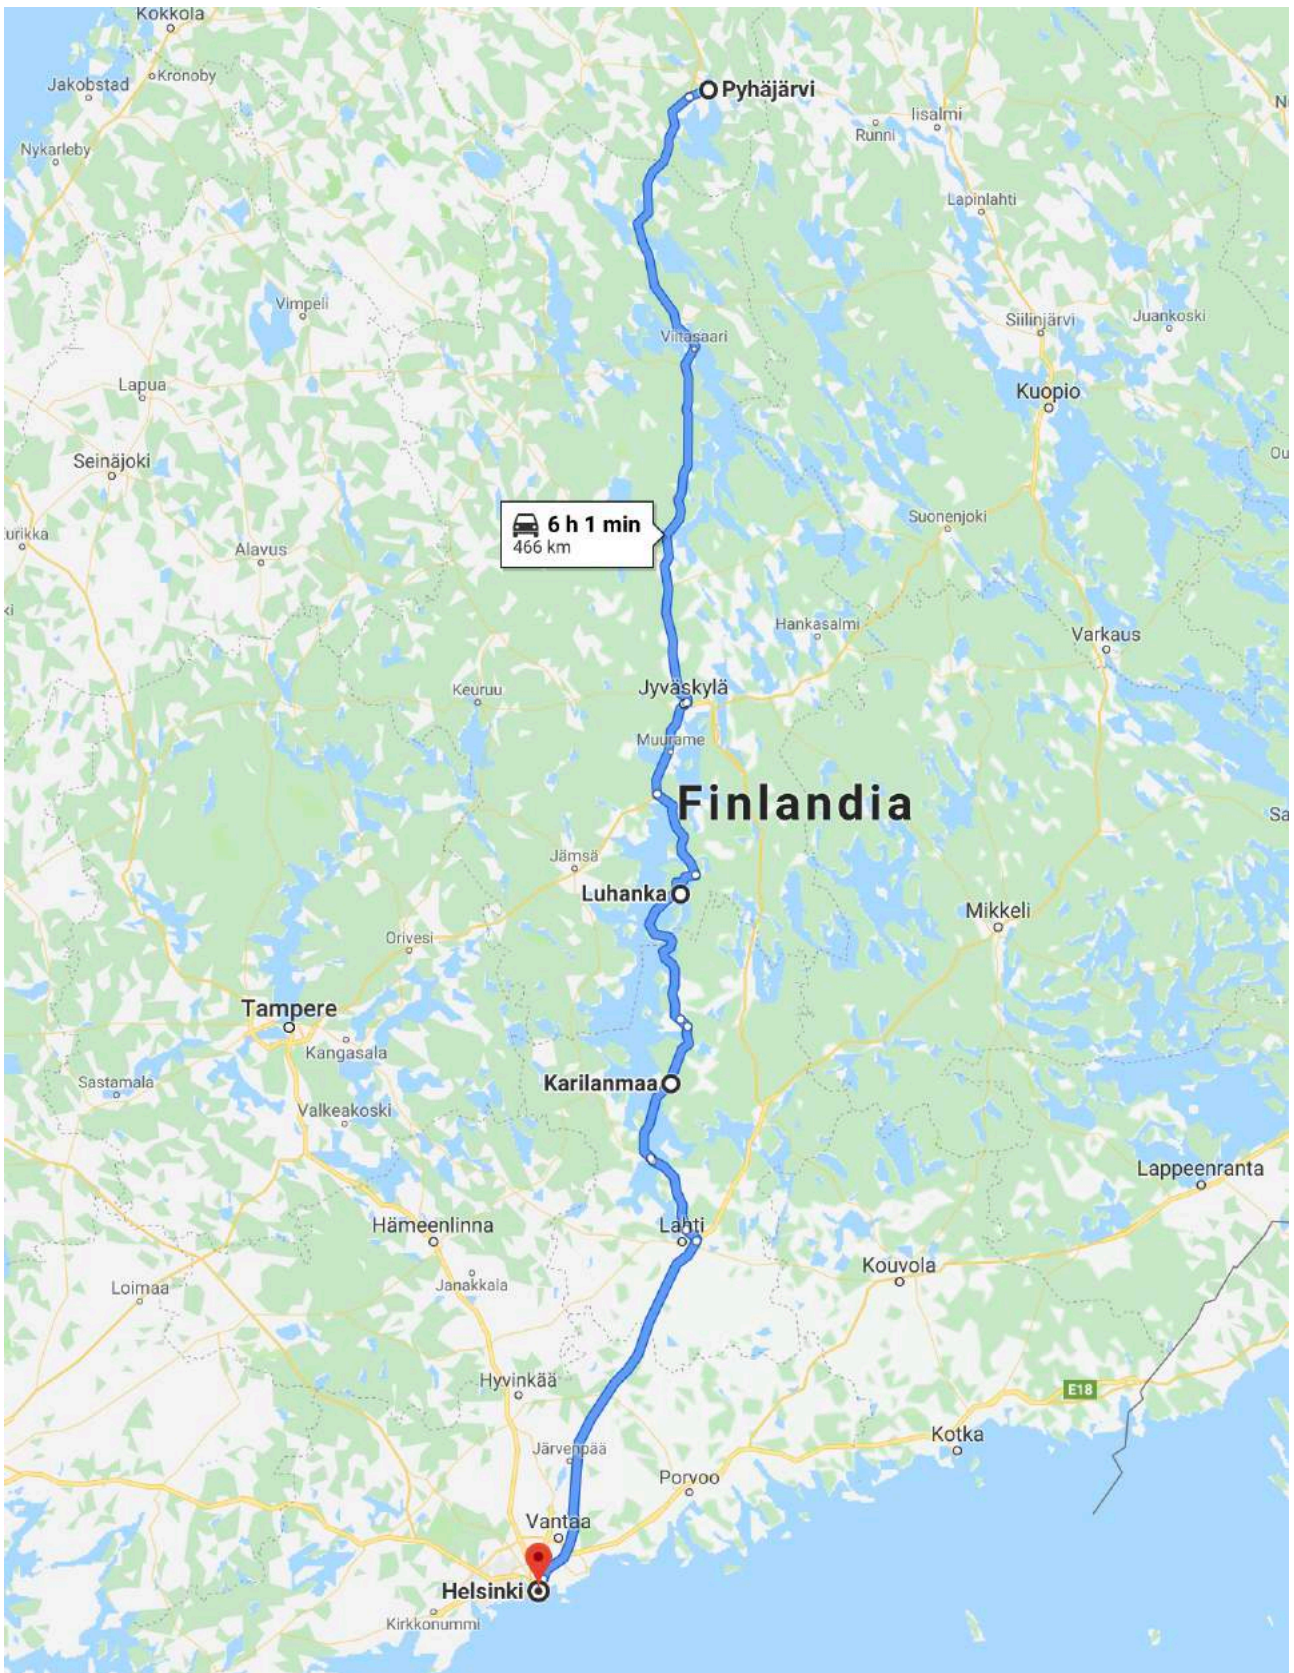 Kokkola
Kronoby
Jakobstad
Pyhäjärvi
Iisalmi
Runni
Nykarleby
Lapinlahti
Vimpeli
Siilinjärvi
Juankoski
Viitasaari
Lapua
Kuopio
Seinäjoki
6 h 1 min
466 km
Suonenjoki
urikka
Alavus
Hankasalmi
Varkaus
Keuruu
Jyväskylä
Muurame
Finlandia
Jämsä
Luhanka
Mikkeli
Orivesi
Tampere
Kangasala
Karilanmaa
Sastamala
Valkeakoski
Lappeenranta
Hämeenlinna
Lahti
Kouvola
Janakkala
Loimaa
Hyvinkää
E18
Järvenpää
Kotka
Porvoo
Vantaa
Helsinki
Kirkkonummi